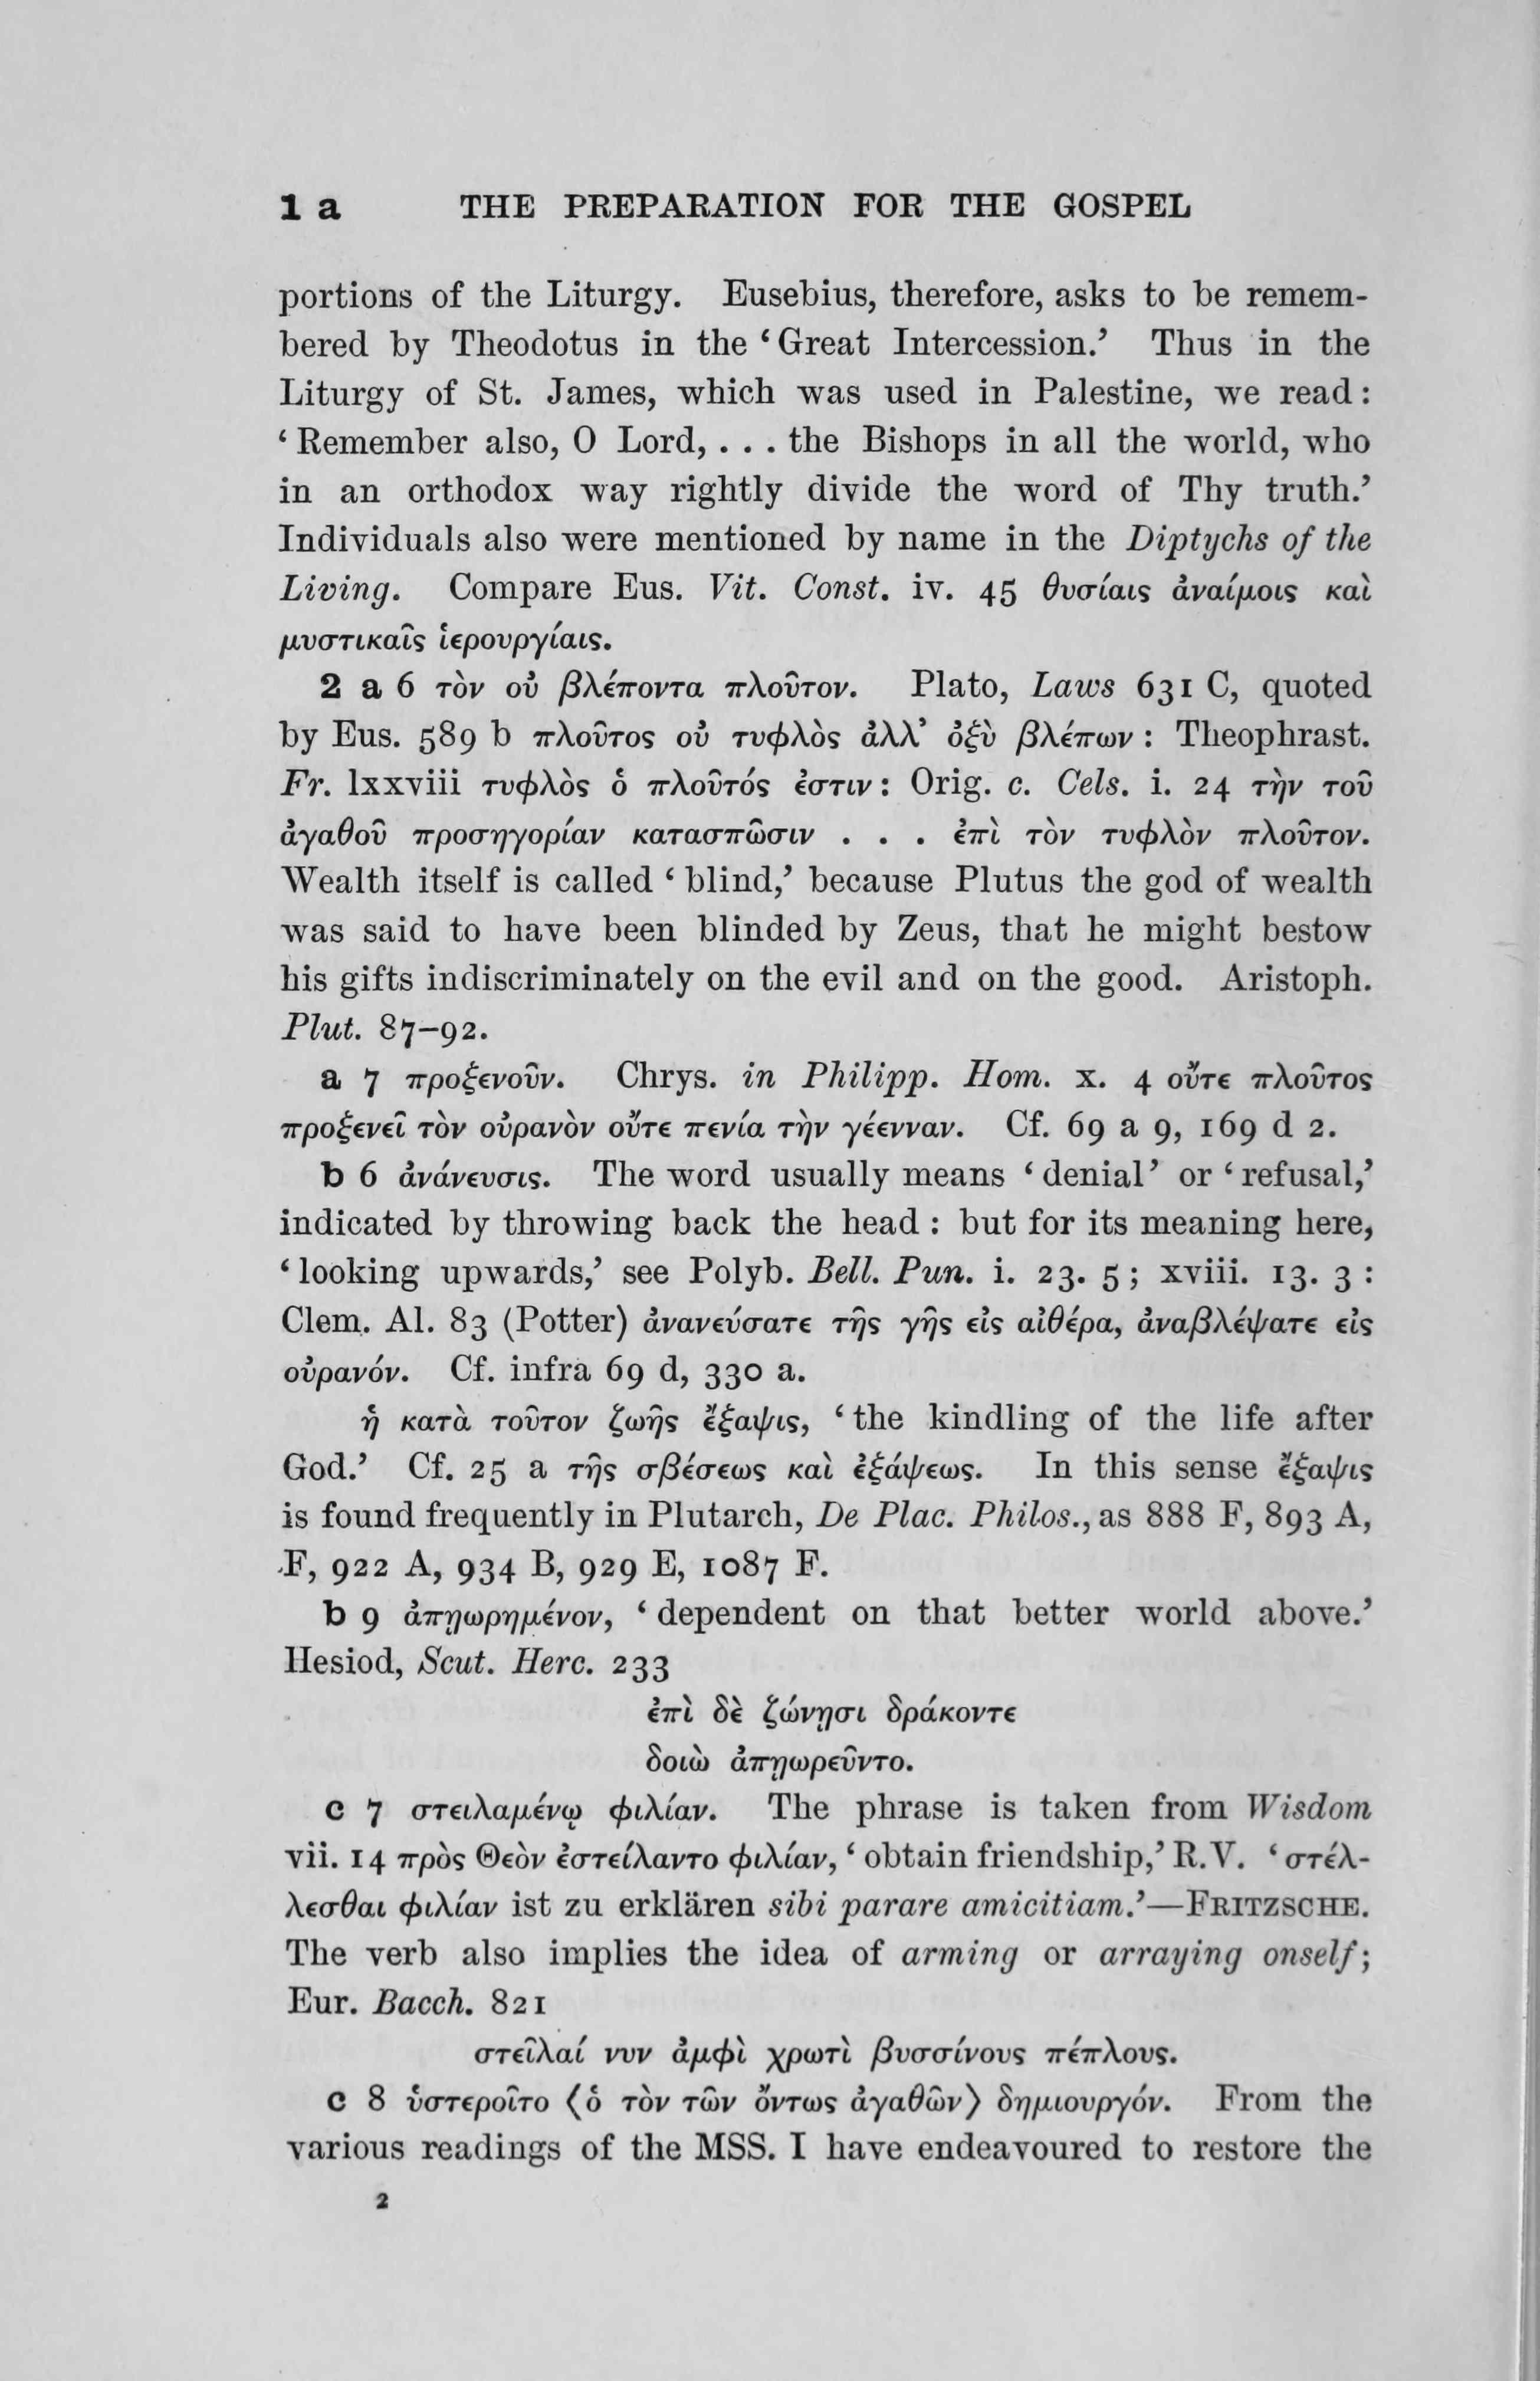 1 a THE PREPARATION FOR THE GOSPEL
portions of the Liturgy. Eusebius, therefore, asks to be remem-
bered by Theodotus in the ‘Great Intercession.’ Thus in the
Liturgy of St. James, which was used in Palestine, we read:
‘Remember also, O Lord, . . . the Bishops in all the world, who
in an orthodox way rightly divide the word of Thy truth.’
Individuals also were mentioned by name in the Diptychs of the
Living. Compare Eus. Vit. Const. iv. 45 θυσίαις ἀναίμοις καὶ
μυστικαῖς ἱερουργίαις.
2 a 6 τὸν οὐ βλέποντα πλοῦτον. Plato, Laws 631 C, quoted
by Eus. 589 b πλοῦτος οὐ τυφλὸς ἀλλ’ ὀξὺ βλέπων : Theophrast.
Fr. lxxviii τυφλὸς ὁ πλοῦτός ἐστιν : Orig. c. Cels. i. 24 τὴν τοῦ
ἀγαθοῦ προσηγορίαν κατασπῶσιν . . . ἐπὶ τὸν τυφλὸν πλοῦτον.
Wealth itself is called ‘blind,’ because Plutus the god of wealth
was said to have been blinded by Zeus, that he might bestow
his gifts indiscriminately on the evil and on the good. Aristoph.
Plut. 87–92.
a 7 προξενοῦν. Chrys. in Philipp. Hom. x. 4 οὔτε πλοῦτος
προξενεῖ τὸν οὐρανὸν οὔτε πενία τὴν γέενναν. Cf. 69 a 9, 169 d 2.
b 6 ἀνάνευσις. The word usually means ‘denial’ or ‘refusal,’
indicated by throwing back the head : but for its meaning here,
‘looking upwards,’ see Polyb. Bell. Pun. i. 23. 5 ; xviii. 13. 3 :
Clem. Al. 83 (Potter) ἀνανεύσατε τῆς γῆς εἰς αἰθέρα, ἀναβλέψατε εἰς
οὐρανόν. Cf. infra 69 d, 330 a.
ἡ κατὰ τοῦτον ζωῆς ἔξαψις, ‘the kindling of the life after
God.’ Cf. 25 a τῆς σβέσεως καὶ ἐξάψεως. In this sense ἔξαψις
is found frequently in Plutarch, De Plac. Philos., as 888 F, 893 A,
F, 922 A, 934 B, 929 E, 1087 F.
b 9 ἀπῃωρημένον, ‘dependent on that better world above.’
Hesiod, Scut. Herc. 233
ἐπὶ δὲ ζώνῃσι δράκοντε
δοιὼ ἀπῃωρεῦντο.
c 7 στειλαμένῳ φιλίαν. The phrase is taken from Wisdom
vii. 14 πρὸς Θεὸν ἐστείλαντο φιλίαν, ‘obtain friendship,’ R.V. ‘στέλ-
λεσθαι φιλίαν ist zu erklären sibi parare amicitiam.’—FRITZSCHE.
The verb also implies the idea of arming or arraying onself;
Eur. Bacch. 821
στεῖλαί νυν ἀμφὶ χρωτὶ βυσσίνους πέπλους.
c 8 ὑστεροῖτο ⟨ὁ τὸν τῶν ὄντως ἀγαθῶν⟩ δημιουργόν. From the
various readings of the MSS. I have endeavoured to restore the
2